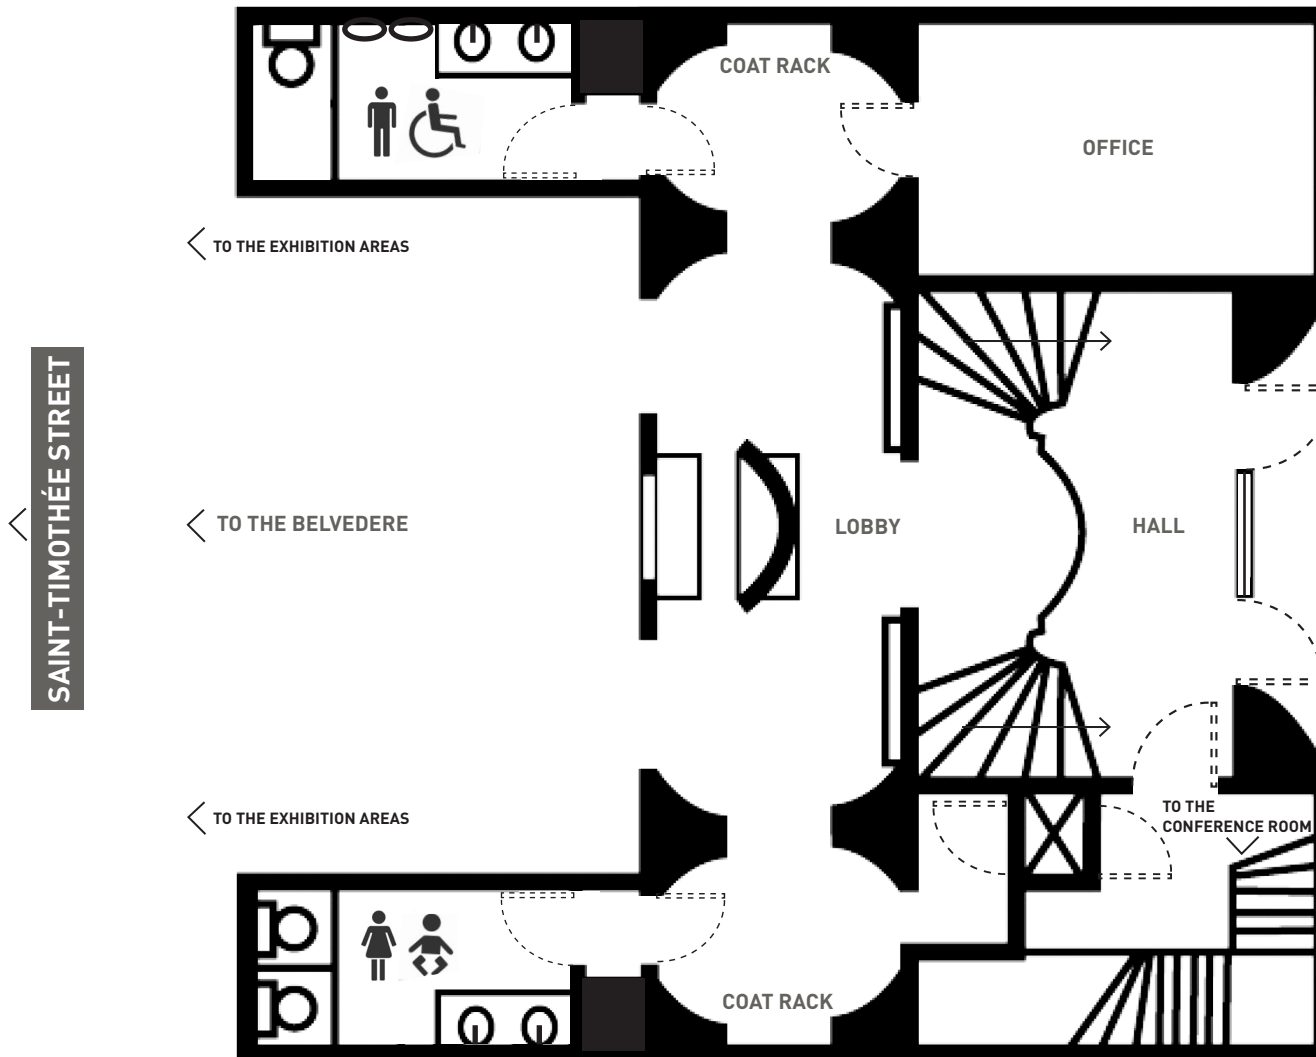 COAT RACK
OFFICE
TO THE EXHIBITION AREAS
SAINT-TIMOTHÉE STREET
TO THE BELVEDERE
LOBBY
HALL
TO THE EXHIBITION AREAS
TO THE
CONFERENCE ROOM
COAT RACK